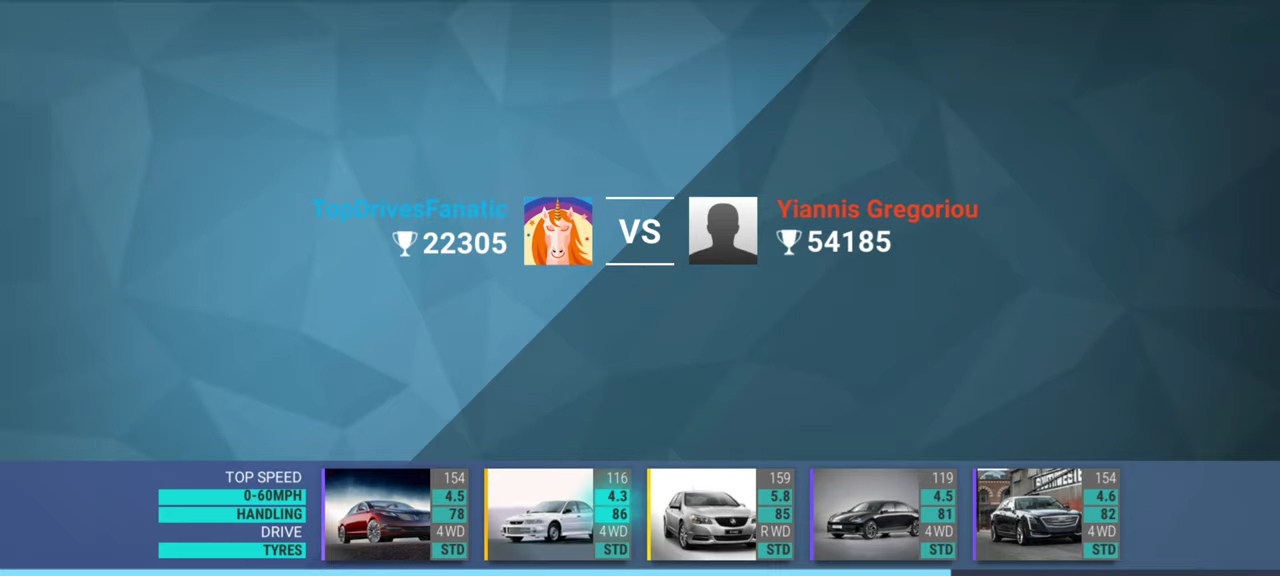 TopDrivesFanatic
22305
VS
Yiannis Gregoriou
54185
TOP SPEED 154 116 159 119 154
0-60MPH 4.5 4.3 5.8 4.5 4.6
HANDLING 78 86 85 81 82
DRIVE 4WD 4WD RWD 4WD 4WD
TYRES STD STD STD STD STD